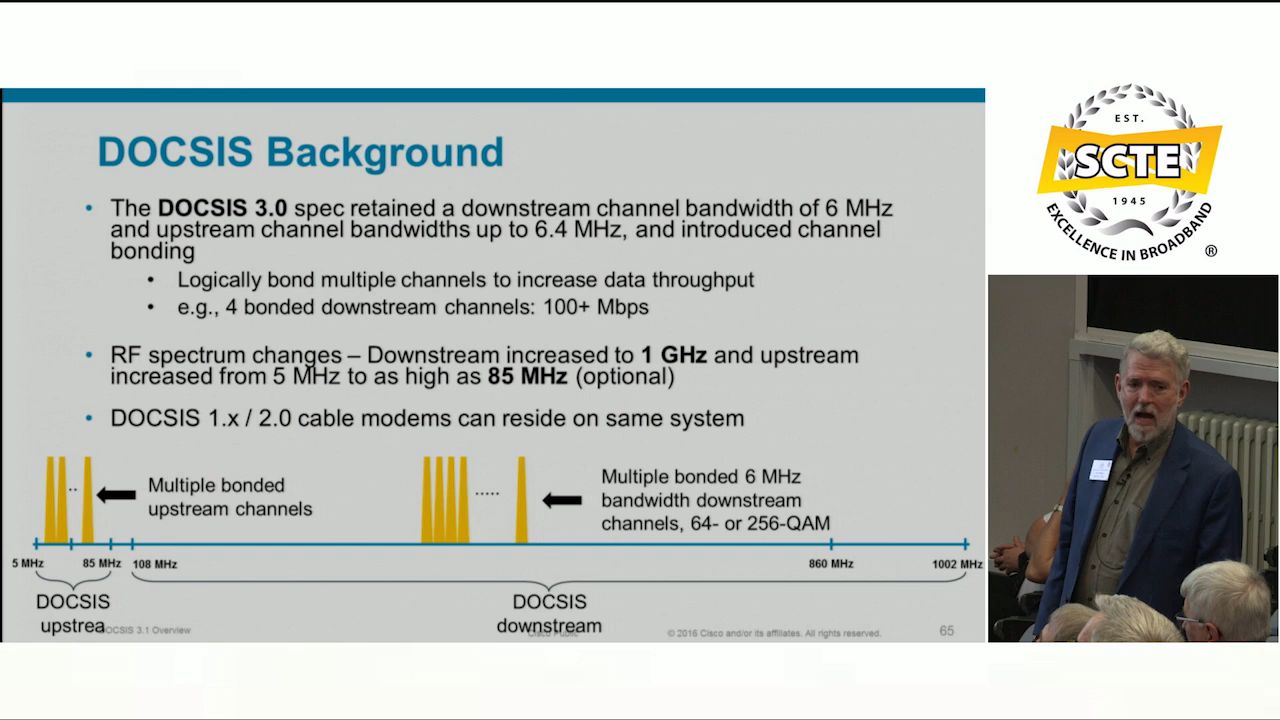 DOCSIS Background
• The DOCSIS 3.0 spec retained a downstream channel bandwidth of 6 MHz
and upstream channel bandwidths up to 6.4 MHz, and introduced channel
bonding
• Logically bond multiple channels to increase data throughput
• e.g., 4 bonded downstream channels: 100+ Mbps
• RF spectrum changes – Downstream increased to 1 GHz and upstream
increased from 5 MHz to as high as 85 MHz (optional)
• DOCSIS 1.x / 2.0 cable modems can reside on same system
Multiple bonded
upstream channels
Multiple bonded 6 MHz
bandwidth downstream
channels, 64- or 256-QAM
5 MHz
85 MHz
108 MHz
860 MHz
1002 MHz
DOCSIS
upstrea
DOCSIS
downstream
OCSIS 3.1 Overview
Cisco Public
© 2016 Cisco and/or its affiliates. All rights reserved.
65
EST.
SCTE
1945
EXCELLENCE IN BROADBAND
®